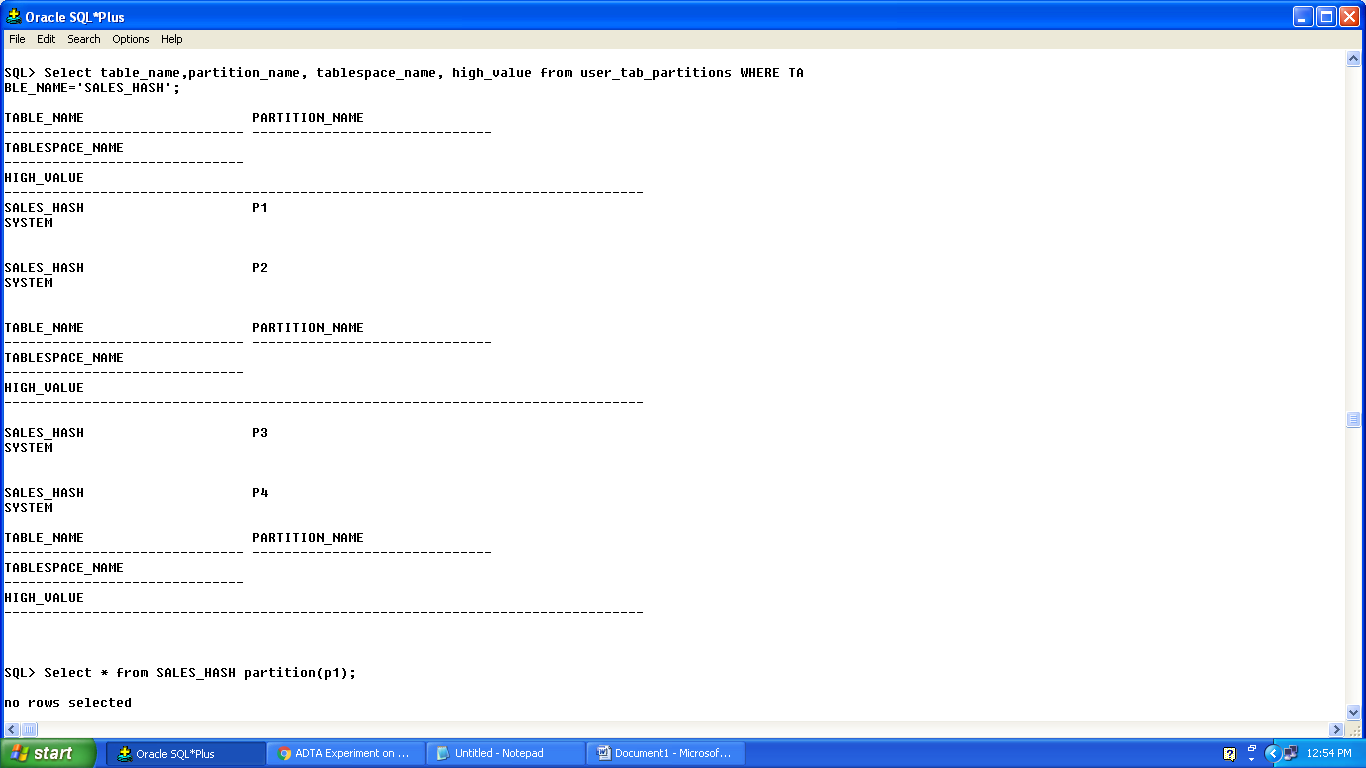 Oracle SQL*Plus
File Edit Search Options Help
SQL> Select table_name,partition_name, tablespace_name, high_value from user_tab_partitions WHERE TA
BLE_NAME='SALES_HASH';
TABLE_NAME                     PARTITION_NAME
------------------------------ ------------------------------
TABLESPACE_NAME
------------------------------
HIGH_VALUE
--------------------------------------------------------------------------------
SALES_HASH                     P1
SYSTEM
SALES_HASH                     P2
SYSTEM
TABLE_NAME                     PARTITION_NAME
------------------------------ ------------------------------
TABLESPACE_NAME
------------------------------
HIGH_VALUE
--------------------------------------------------------------------------------
SALES_HASH                     P3
SYSTEM
SALES_HASH                     P4
SYSTEM
TABLE_NAME                     PARTITION_NAME
------------------------------ ------------------------------
TABLESPACE_NAME
------------------------------
HIGH_VALUE
--------------------------------------------------------------------------------
SQL> Select * from SALES_HASH partition(p1);
no rows selected
start Oracle SQL*Plus ADTA Experiment on ... Untitled - Notepad Document1 - Microsof... 12:54 PM